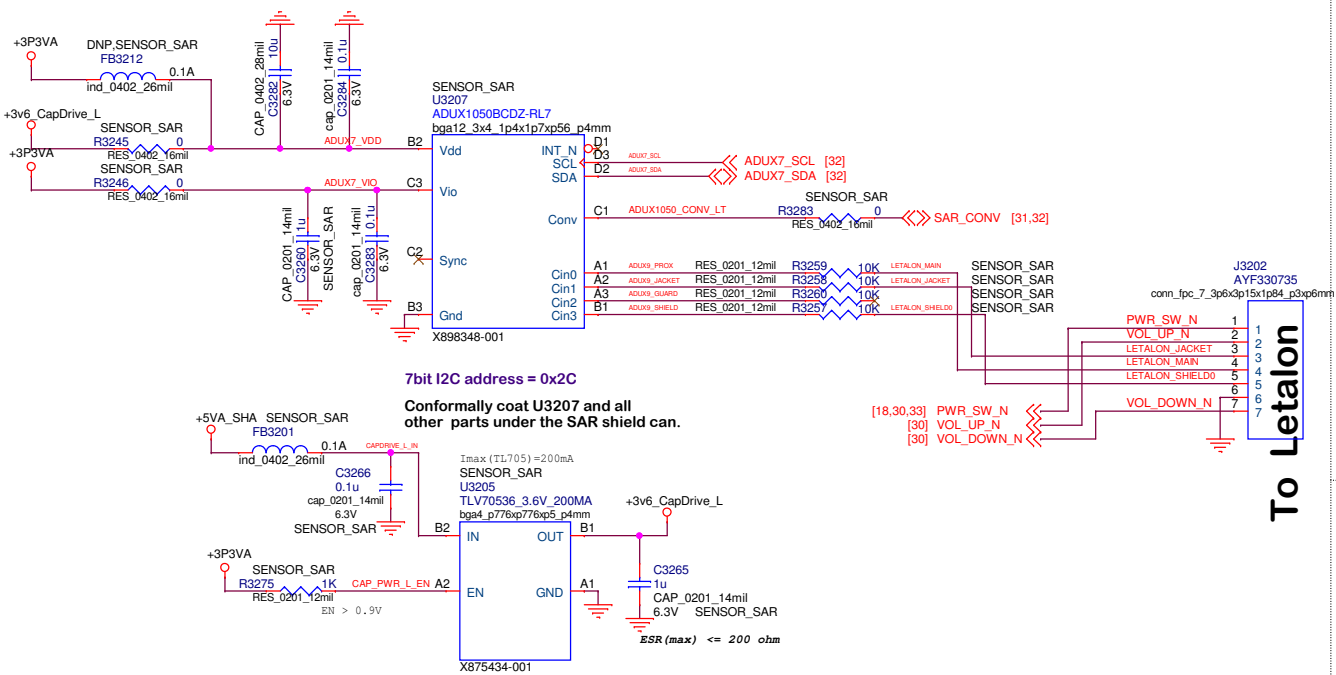 +3P3VA
DNP,SENSOR_SAR
FB3212
0.1A
ind_0402_26mil
+3v6_CapDrive_L
SENSOR_SAR
R3245
0
RES_0402_16mil
+3P3VA
SENSOR_SAR
R3246
0
RES_0402_16mil
CAP_0402_28mil
C3282
10u
6.3V
cap_0201_14mil
C3284
0.1u
6.3V
ADUX7_VDD
ADUX7_VIO
CAP_0201_14mil
C3260
1u
6.3V
SENSOR_SAR
cap_0201_14mil
C3283
0.1u
6.3V
SENSOR_SAR
U3207
ADUX1050BCDZ-RL7
bga12_3x4_1p4x1p7xp56_p4mm
B2
Vdd
C3
Vio
C2
Sync
B3
Gnd
INT_N
D1
SCL
D3
SDA
D2
Conv
C1
Cin0
A1
Cin1
A2
Cin2
A3
Cin3
B1
X898348-001
ADUX7_SCL
ADUX7_SCL [32]
ADUX7_SDA
ADUX7_SDA [32]
ADUX1050_CONV_LT
SENSOR_SAR
R3283
0
RES_0402_16mil
SAR_CONV [31,32]
ADUX9_PROX
RES_0201_12mil
R3259
10K
LETALON_MAIN
SENSOR_SAR
ADUX9_JACKET
RES_0201_12mil
R3258
10K
LETALON_JACKET
SENSOR_SAR
ADUX9_GUARD
RES_0201_12mil
R3260
10K
SENSOR_SAR
ADUX9_SHIELD
RES_0201_12mil
R3257
10K
LETALON_SHIELD0
SENSOR_SAR
J3202
AYF330735
conn_fpc_7_3p6x3p15x1p84_p3xp6mm
PWR_SW_N
1
1
VOL_UP_N
2
2
LETALON_JACKET
3
3
LETALON_MAIN
4
4
LETALON_SHIELD0
5
5
6
6
VOL_DOWN_N
7
7
[18,30,33] PWR_SW_N
[30] VOL_UP_N
[30] VOL_DOWN_N
To Letalon
7bit I2C address = 0x2C
Conformally coat U3207 and all
other parts under the SAR shield can.
+5VA_SHA
SENSOR_SAR
FB3201
0.1A
ind_0402_26mil
CAPDRIVE_L_IN
C3266
0.1u
cap_0201_14mil
6.3V
SENSOR_SAR
+3P3VA
SENSOR_SAR
R3275
1K
RES_0201_12mil
CAP_PWR_L_EN
EN > 0.9V
Imax(TL705)=200mA
SENSOR_SAR
U3205
TLV70536_3.6V_200MA
bga4_p776xp776xp5_p4mm
B2
IN
OUT
B1
A2
EN
GND
A1
X875434-001
+3v6_CapDrive_L
C3265
1u
CAP_0201_14mil
6.3V
SENSOR_SAR
ESR(max) <= 200 ohm